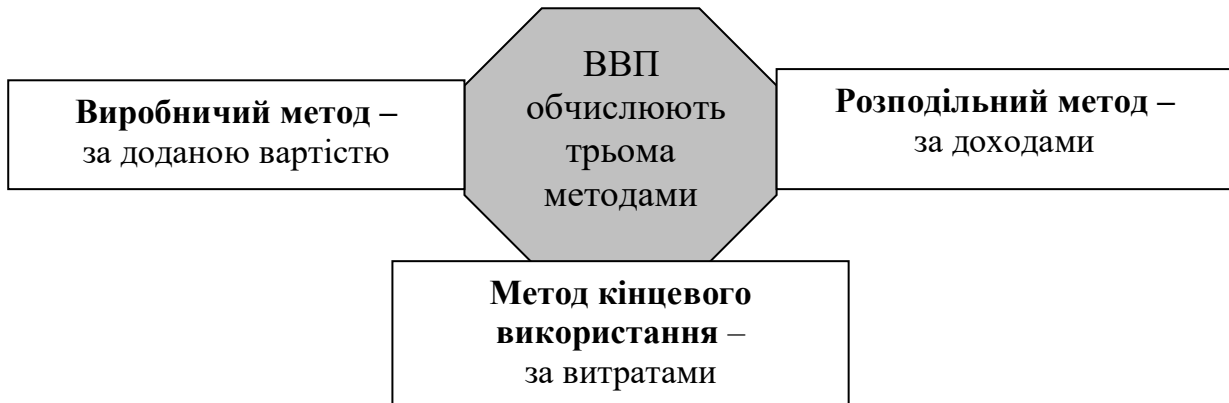 ВВП
обчислюють
трьома
методами
Виробничий метод –
за доданою вартістю
Розподільний метод –
за доходами
Метод кінцевого
використання –
за витратами